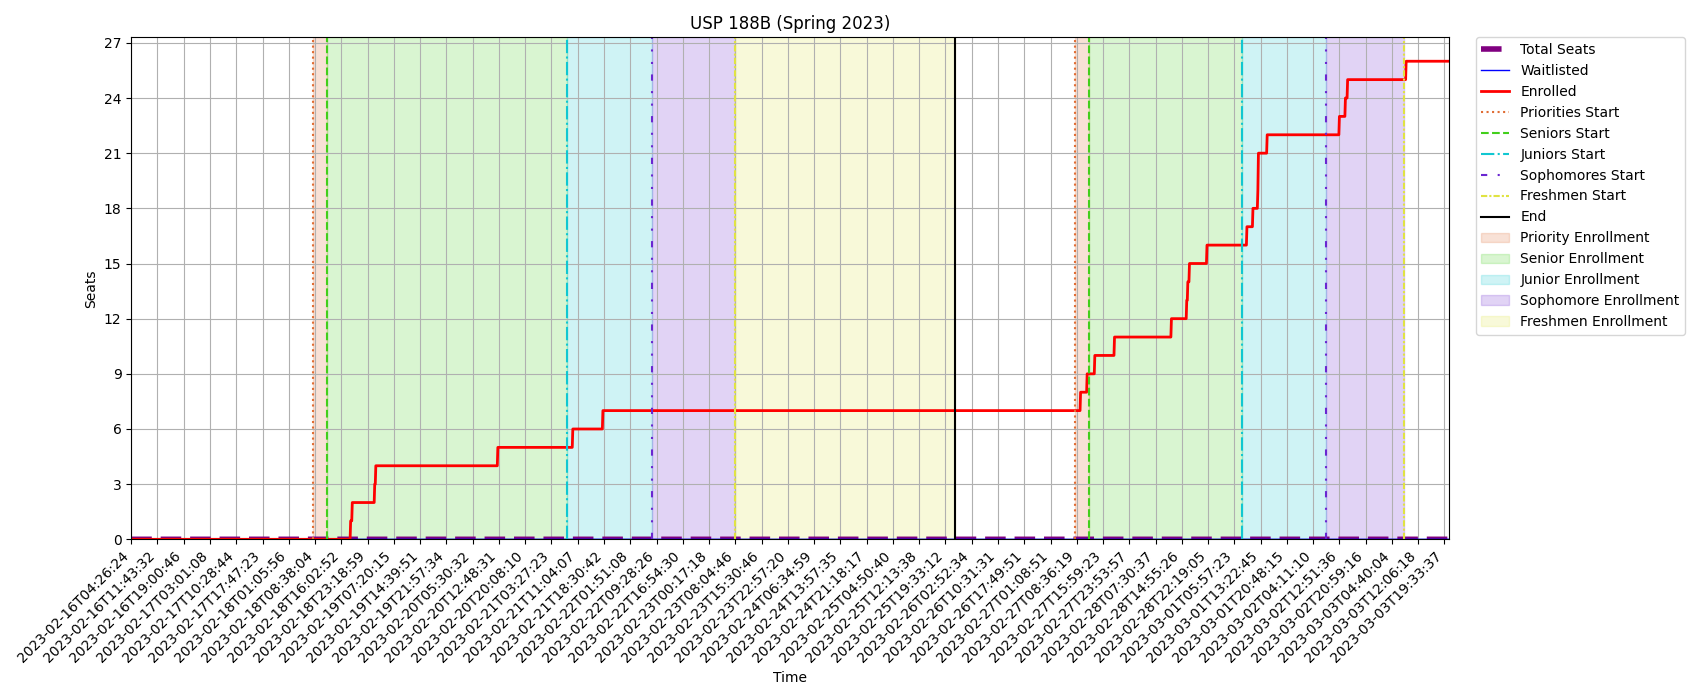 USP 188B (Spring 2023)
Seats
27
24
21
18
15
12
9
6
3
0
2023-02-16T04:26:24
2023-02-16T11:43:32
2023-02-16T19:00:46
2023-02-17T03:01:08
2023-02-17T10:28:44
2023-02-17T17:47:23
2023-02-18T01:05:56
2023-02-18T08:38:04
2023-02-18T16:02:52
2023-02-18T23:18:59
2023-02-19T07:20:15
2023-02-19T14:39:51
2023-02-19T21:57:34
2023-02-20T05:30:32
2023-02-20T12:48:31
2023-02-20T20:08:10
2023-02-21T03:27:23
2023-02-21T11:04:07
2023-02-21T18:30:42
2023-02-22T01:51:08
2023-02-22T09:28:26
2023-02-22T16:54:30
2023-02-23T00:17:18
2023-02-23T08:04:46
2023-02-23T15:30:46
2023-02-23T22:57:20
2023-02-24T06:34:59
2023-02-24T13:57:35
2023-02-24T21:18:17
2023-02-25T04:50:40
2023-02-25T12:13:38
2023-02-25T19:33:12
2023-02-26T02:52:34
2023-02-26T10:31:31
2023-02-26T17:49:51
2023-02-27T01:08:51
2023-02-27T08:36:19
2023-02-27T15:59:23
2023-02-27T23:53:57
2023-02-28T07:30:37
2023-02-28T14:55:26
2023-02-28T22:19:05
2023-03-01T05:57:23
2023-03-01T13:22:45
2023-03-01T20:48:15
2023-03-02T04:11:10
2023-03-02T12:51:36
2023-03-02T20:59:16
2023-03-03T04:40:04
2023-03-03T12:06:18
2023-03-03T19:33:37
Time
Total Seats
Waitlisted
Enrolled
Priorities Start
Seniors Start
Juniors Start
Sophomores Start
Freshmen Start
End
Priority Enrollment
Senior Enrollment
Junior Enrollment
Sophomore Enrollment
Freshmen Enrollment